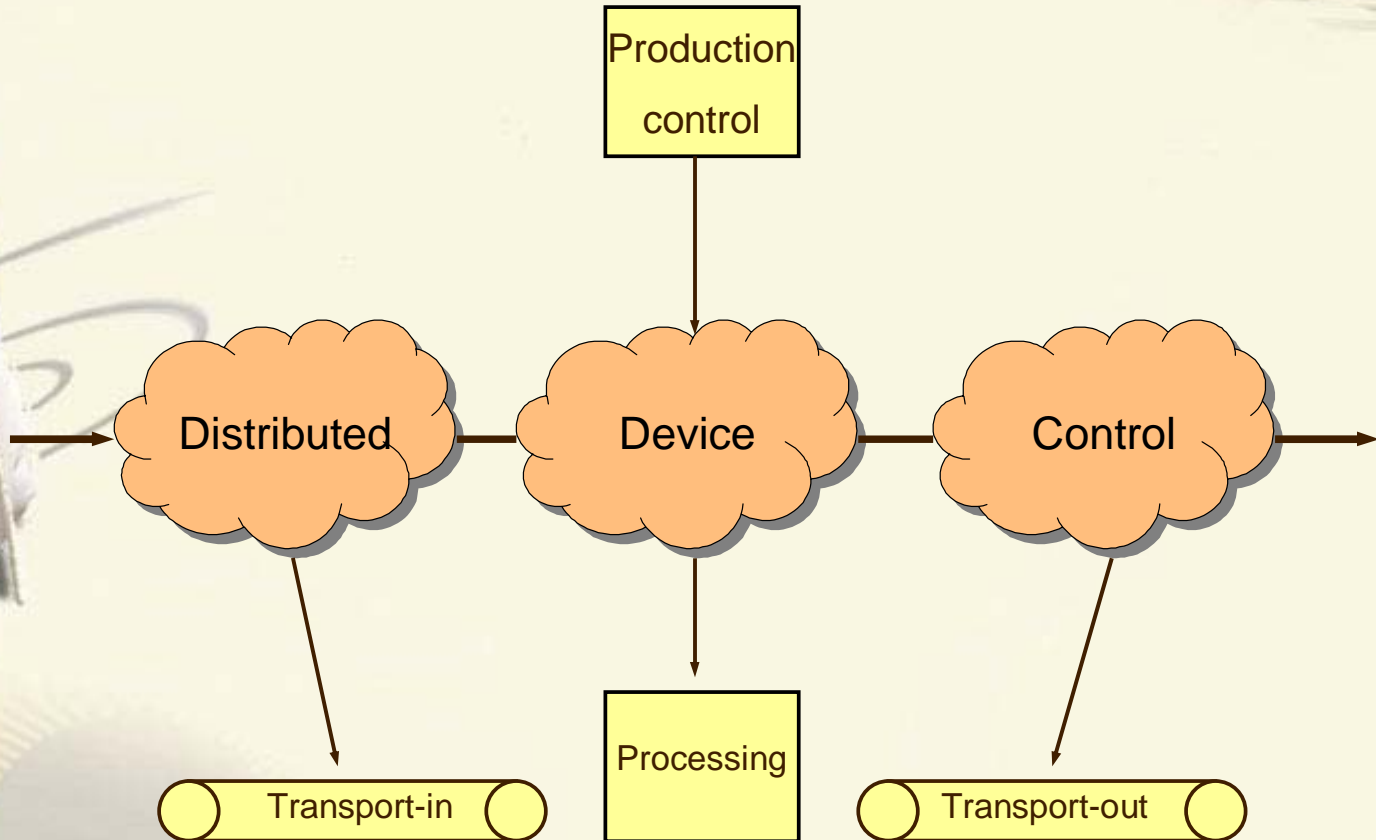 Production
control
Distributed
Device
Control
Processing
Transport-in
Transport-out